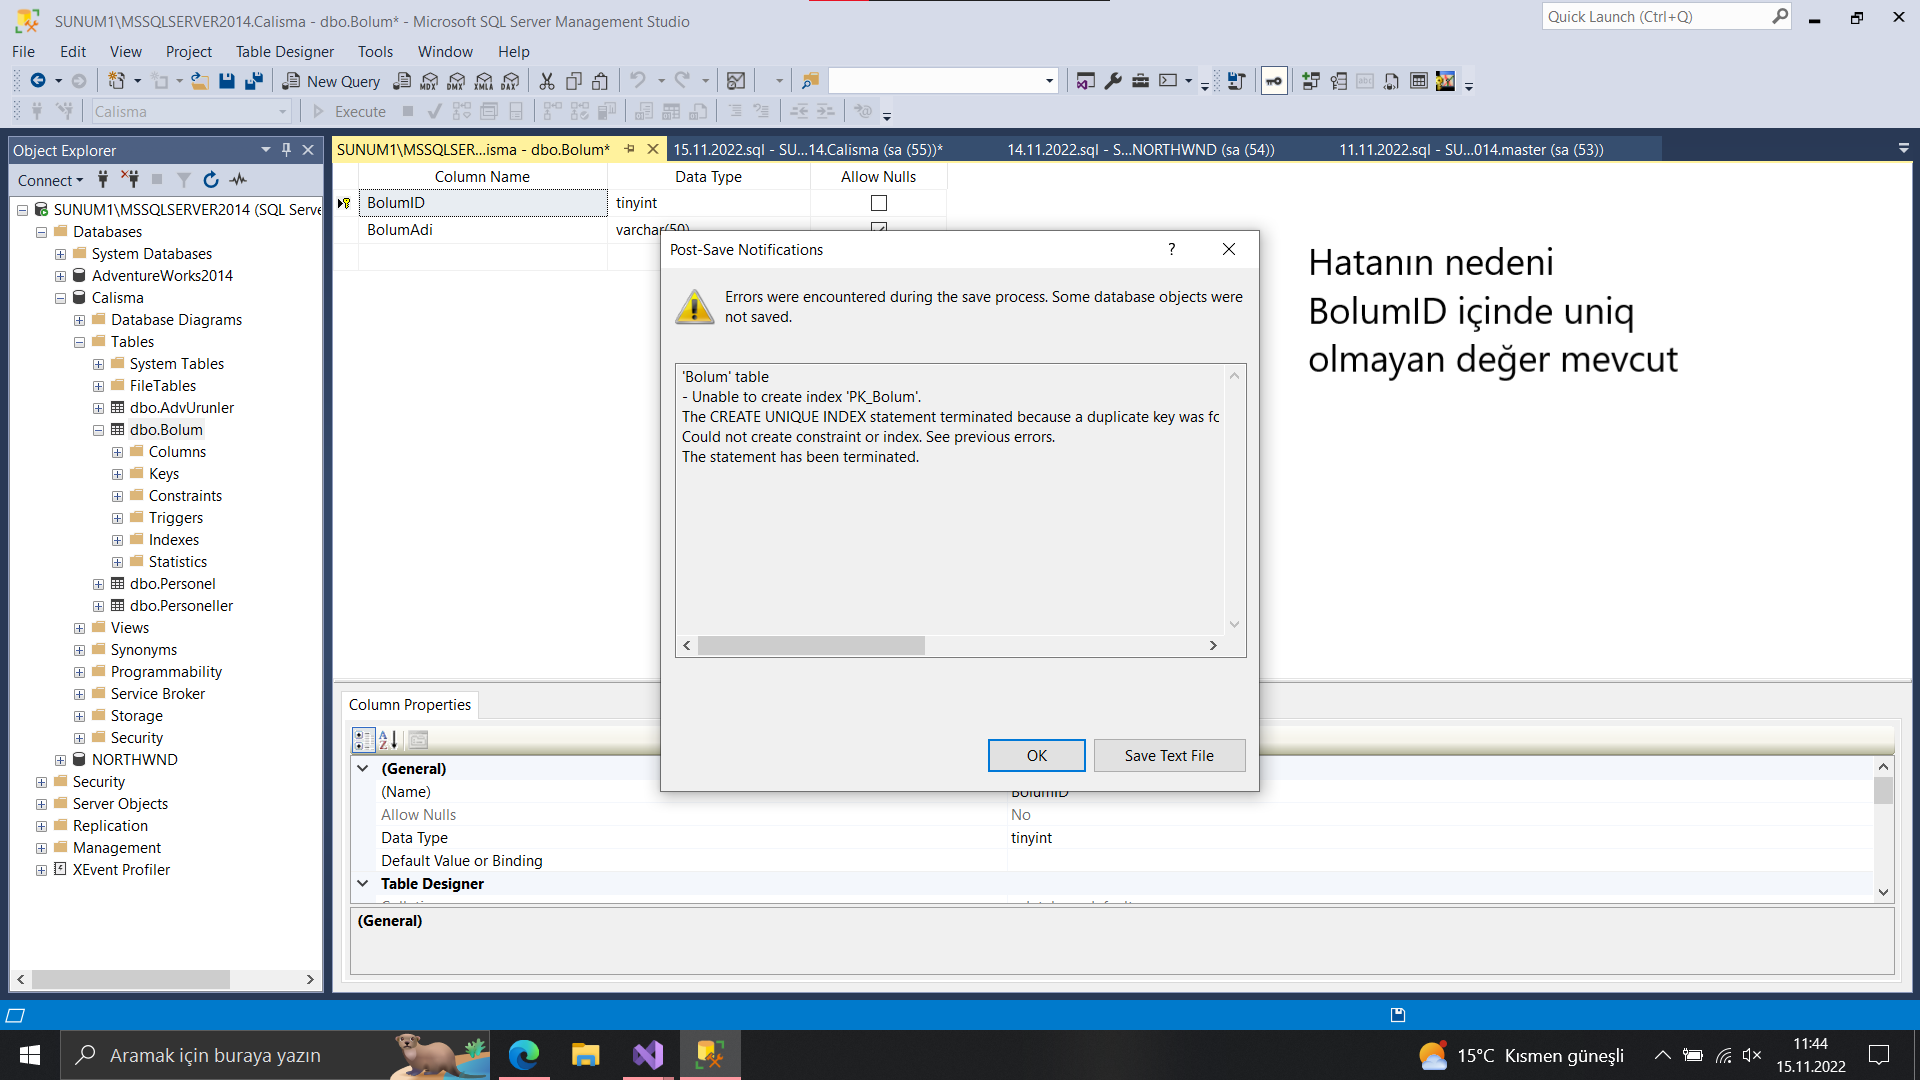 SUNUM1\MSSQLSERVER2014.Calisma - dbo.Bolum* - Microsoft SQL Server Management Studio
Quick Launch (Ctrl+Q)
File Edit View Project Table Designer Tools Window Help
New Query
MDX DMX XMLA DAX
Calisma
Execute
Object Explorer
Connect
SUNUM1\MSSQLSERVER2014 (SQL Serve
Databases
System Databases
AdventureWorks2014
Calisma
Database Diagrams
Tables
System Tables
FileTables
dbo.AdvUrunler
dbo.Bolum
Columns
Keys
Constraints
Triggers
Indexes
Statistics
dbo.Personel
dbo.Personeller
Views
Synonyms
Programmability
Service Broker
Storage
Security
NORTHWND
Security
Server Objects
Replication
Management
XEvent Profiler
SUNUM1\MSSQLSER...isma - dbo.Bolum*
15.11.2022.sql - SU...14.Calisma (sa (55))*
14.11.2022.sql - S...NORTHWND (sa (54))
11.11.2022.sql - SU...014.master (sa (53))
Column Name Data Type Allow Nulls
BolumID tinyint
BolumAdi varchar(50)
Post-Save Notifications
?
Errors were encountered during the save process. Some database objects were
not saved.
'Bolum' table
- Unable to create index 'PK_Bolum'.
The CREATE UNIQUE INDEX statement terminated because a duplicate key was fo
Could not create constraint or index. See previous errors.
The statement has been terminated.
OK
Save Text File
Hatanın nedeni
BolumID içinde uniq
olmayan değer mevcut
Column Properties
(General)
(Name) BolumID
Allow Nulls No
Data Type tinyint
Default Value or Binding
Table Designer
(General)
Aramak için buraya yazın
15°C Kısmen güneşli
11:44
15.11.2022